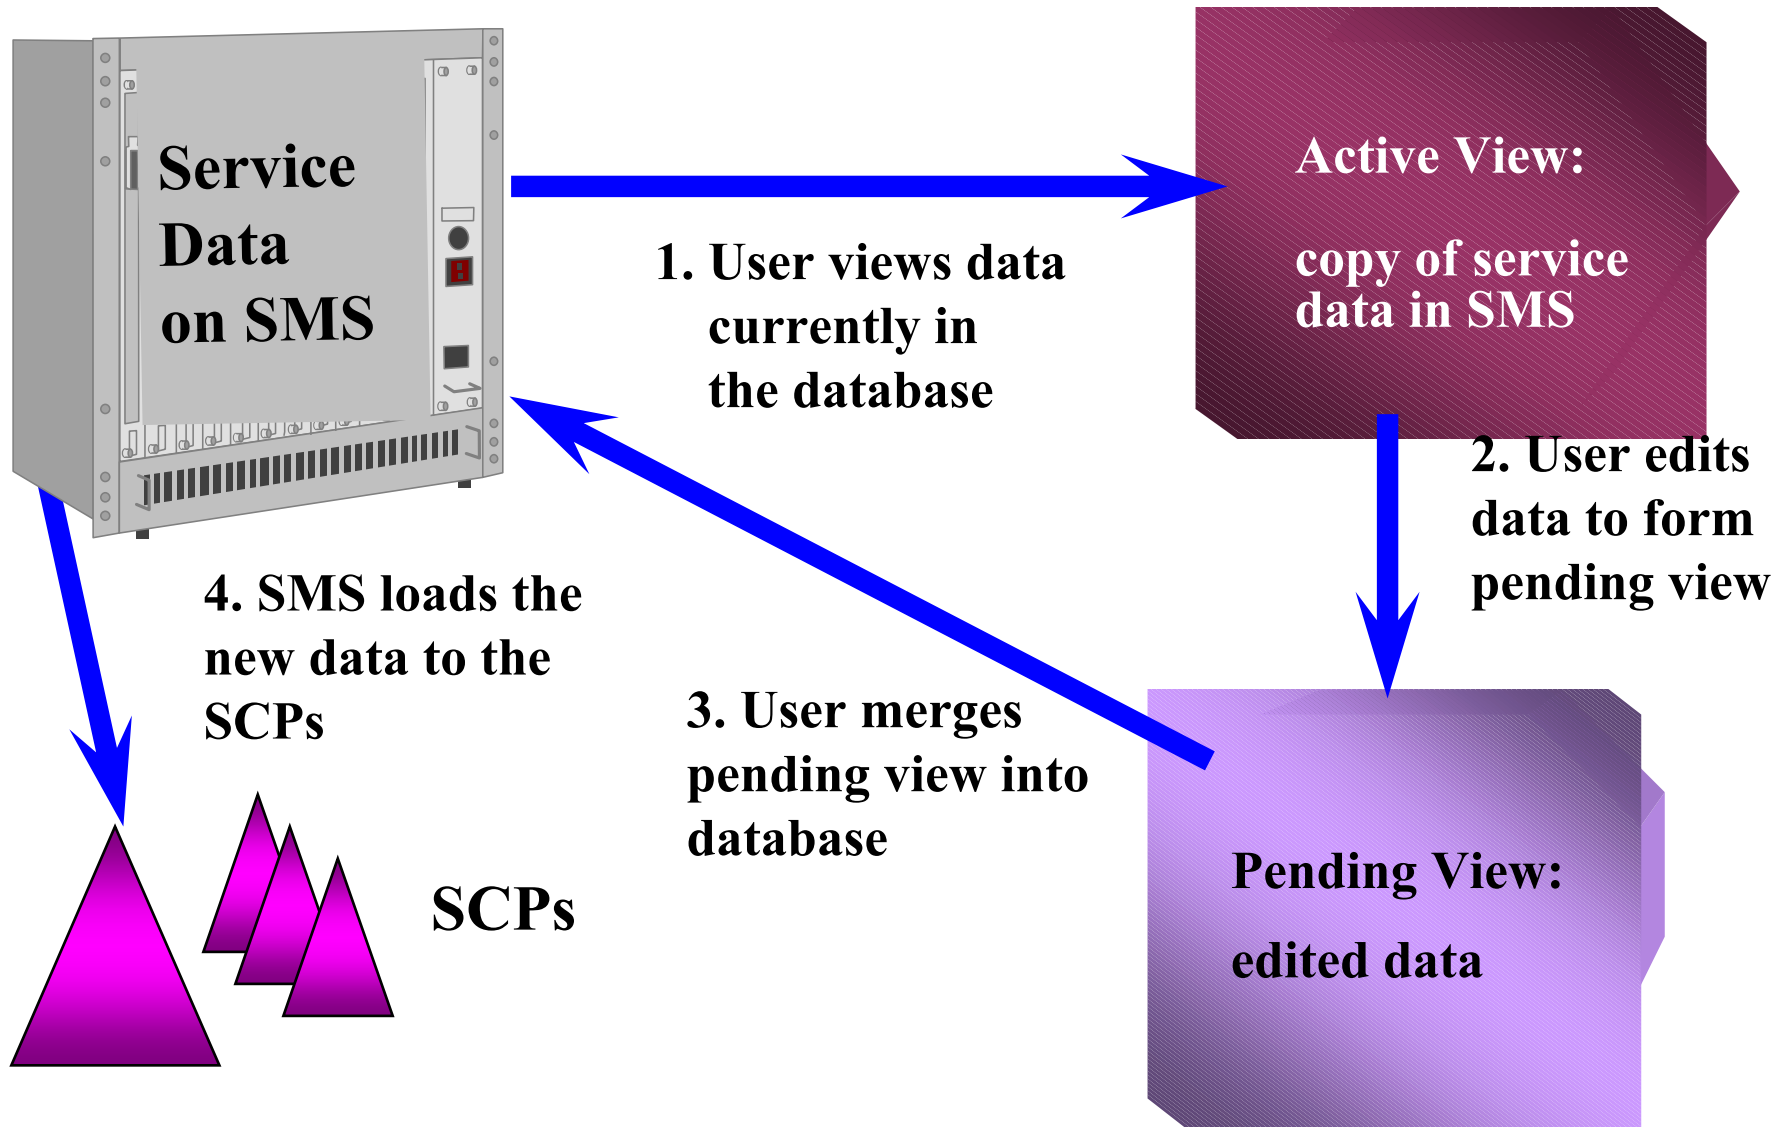 Service
Data
on SMS
Active View:
copy of service
data in SMS
1. User views data
currently in
the database
2. User edits
data to form
pending view
4. SMS loads the
new data to the
SCPs
3. User merges
pending view into
database
SCPs
Pending View:
edited data